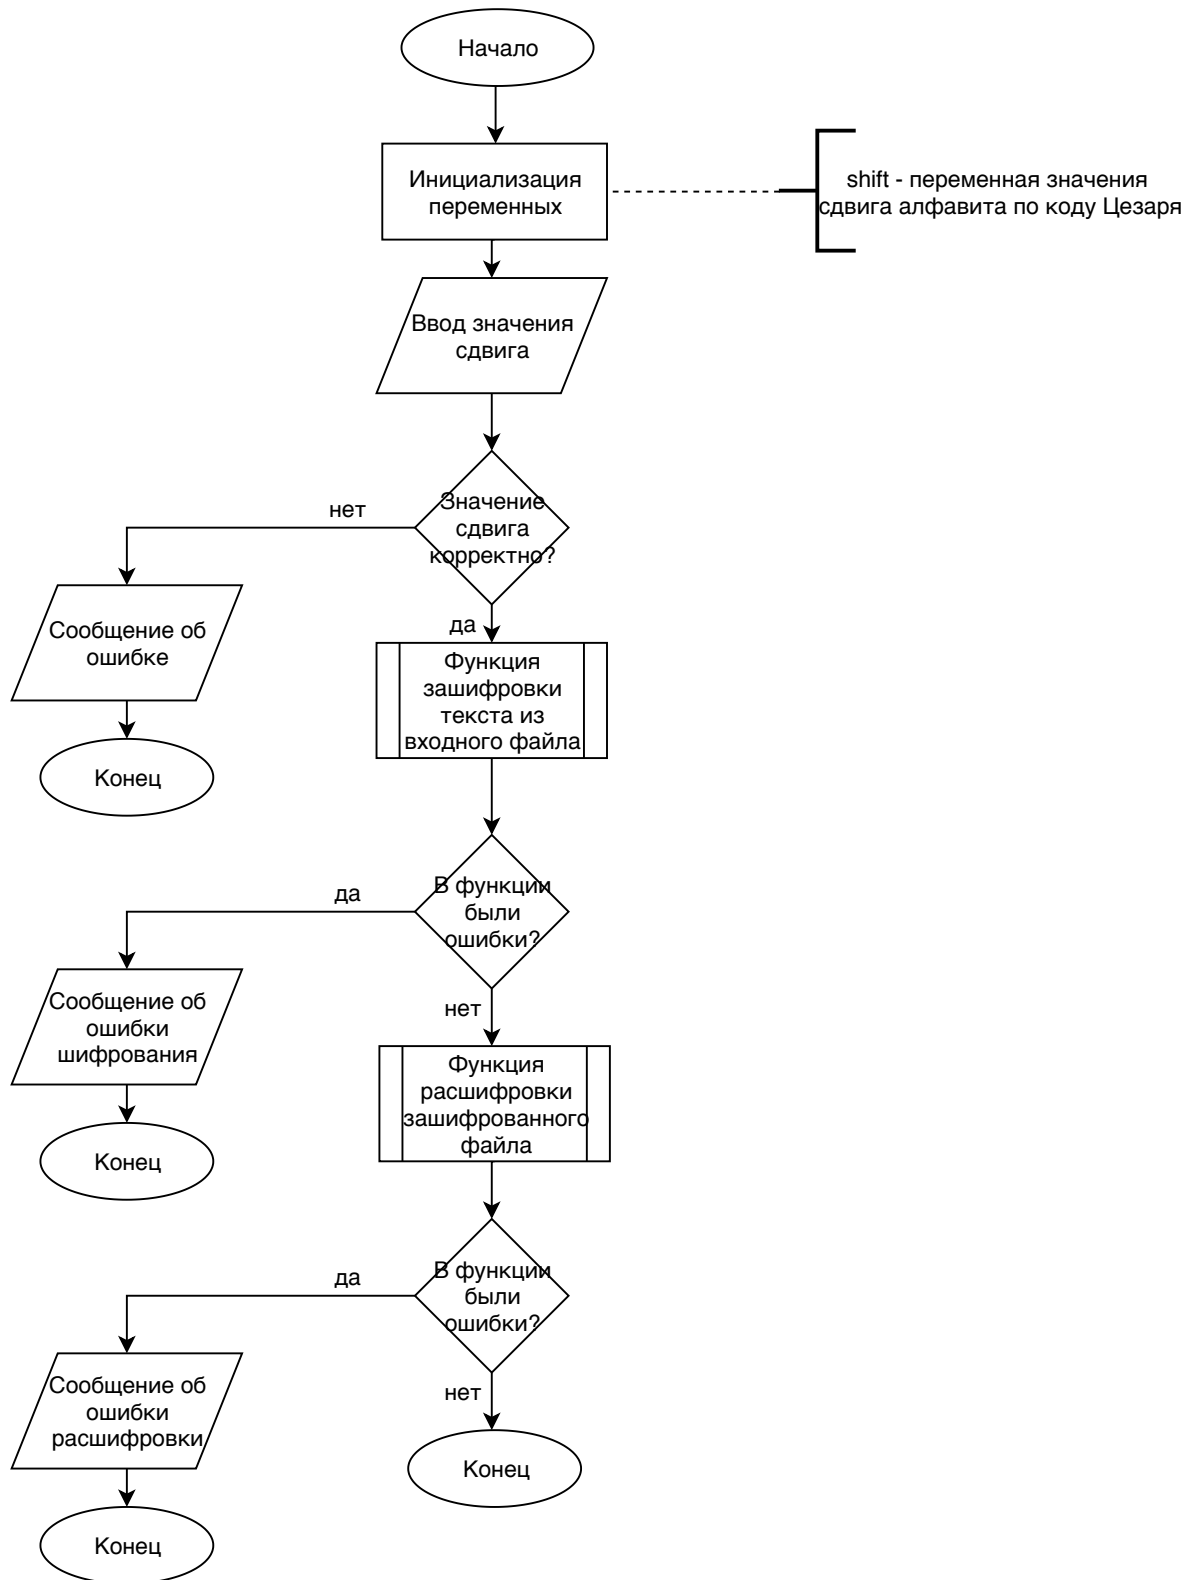 Начало
Инициализация
переменных
shift - переменная значения
сдвига алфавита по коду Цезаря
Ввод значения
сдвига
Значение
сдвига
корректно?
нет
Сообщение об
ошибке
Конец
да
Функция
зашифровки
текста из
входного файла
В функции
были
ошибки?
да
Сообщение об
ошибки
шифрования
Конец
нет
Функция
расшифровки
зашифрованного
файла
В функции
были
ошибки?
да
Сообщение об
ошибки
расшифровки
Конец
нет
Конец